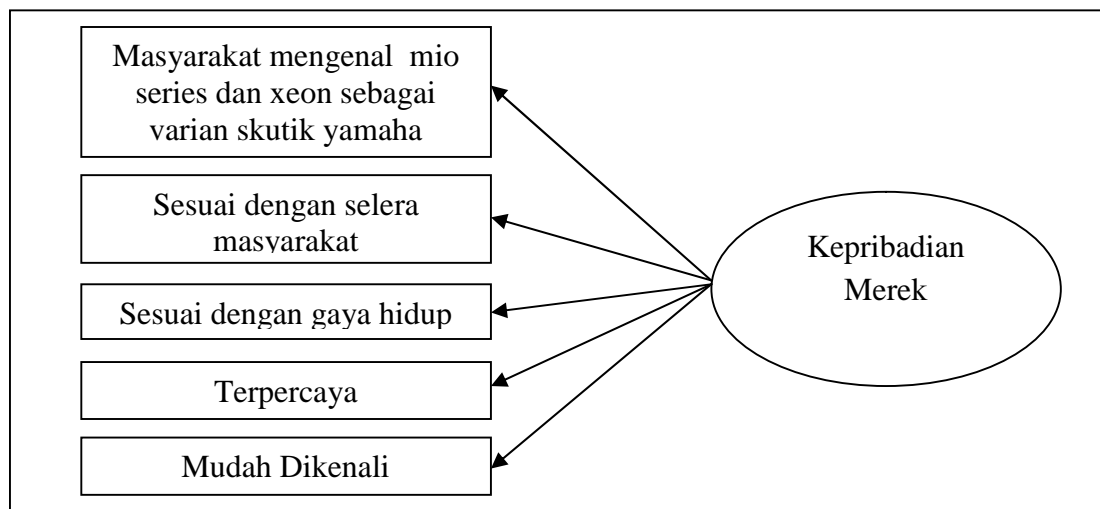 Masyarakat mengenal mio
series dan xeon sebagai
varian skutik yamaha
Sesuai dengan selera
masyarakat
Sesuai dengan gaya hidup
Terpercaya
Mudah Dikenali
Kepribadian
Merek